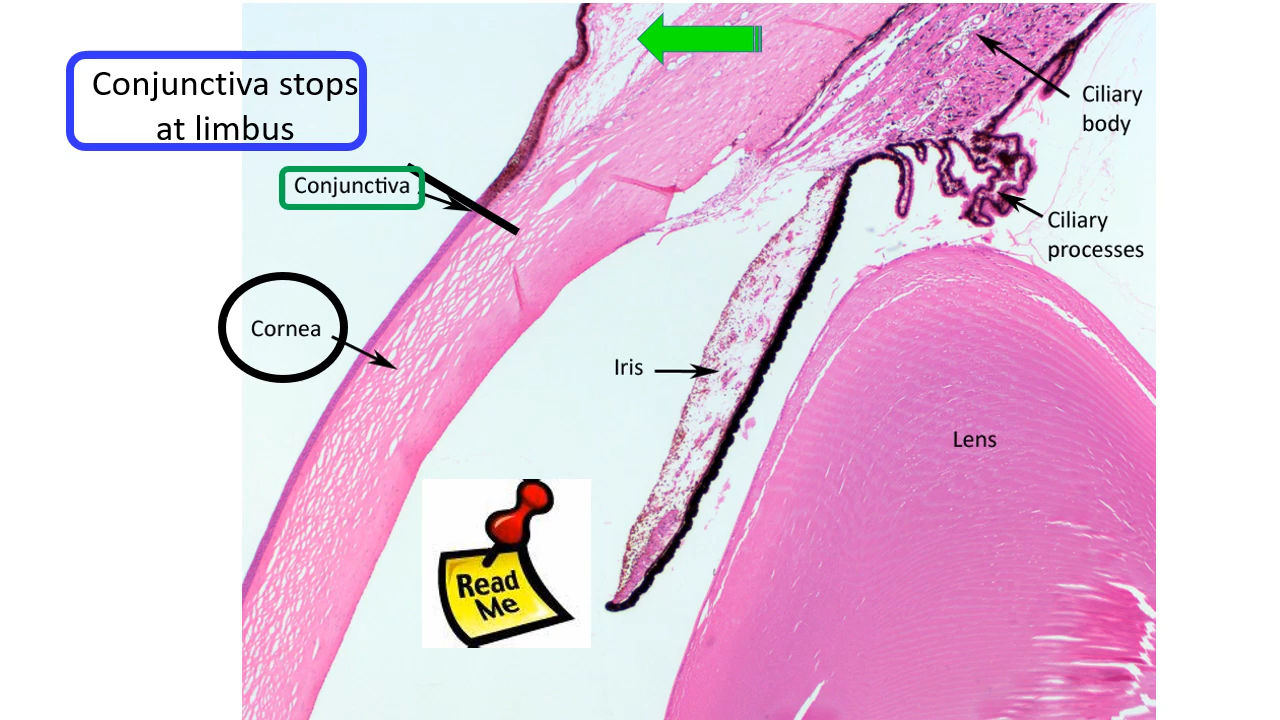 Conjunctiva stops
at limbus
Conjunctiva
Ciliary
body
Ciliary
processes
Cornea
Iris
Lens
Read
Me